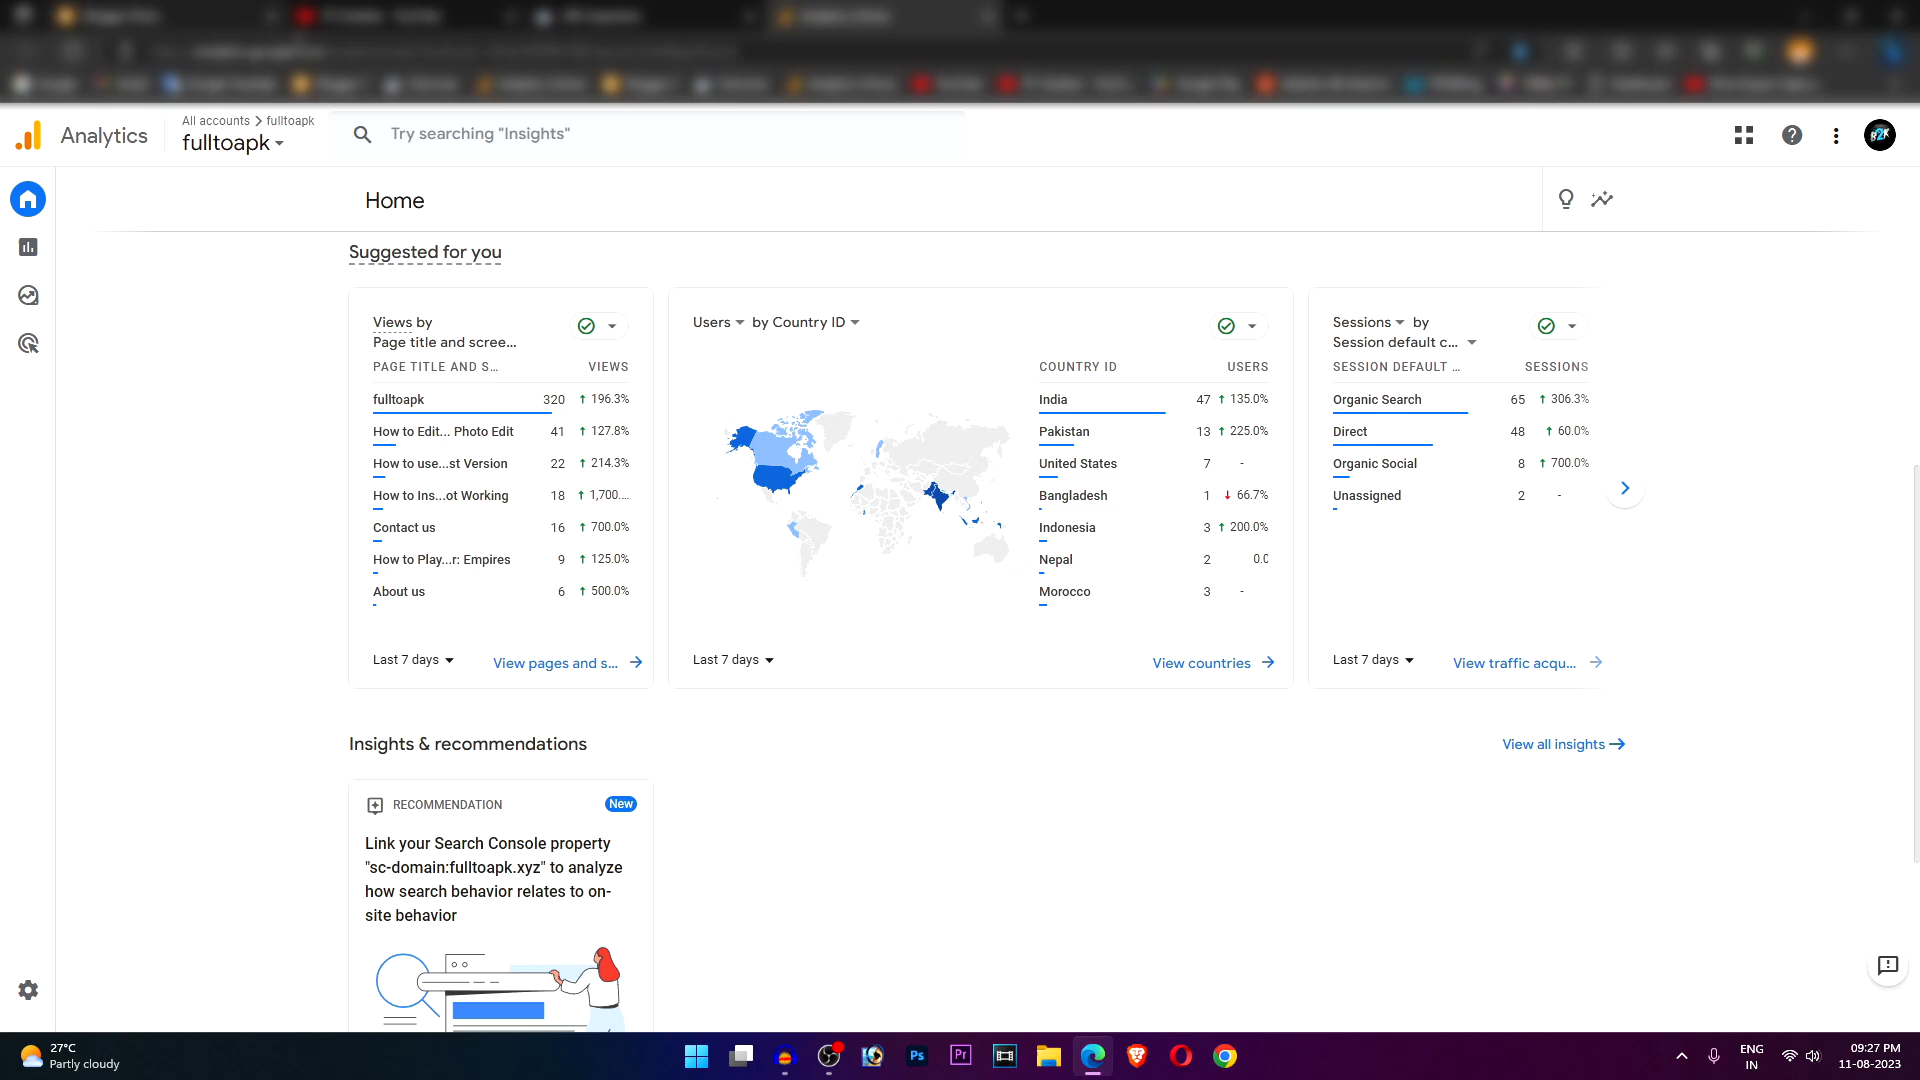 Analytics
All accounts > fulltoapk
fulltoapk
Try searching "Insights"
Home
Suggested for you
Views by
Page title and scree...
PAGE TITLE AND S... VIEWS
fulltoapk 320 ↑ 196.3%
How to Edit... Photo Edit 41 ↑ 127.8%
How to use...st Version 22 ↑ 214.3%
How to Ins...ot Working 18 ↑ 1,700....
Contact us 16 ↑ 700.0%
How to Play...r: Empires 9 ↑ 125.0%
About us 6 ↑ 500.0%
Last 7 days View pages and s... →
Users by Country ID
COUNTRY ID USERS
India 47 ↑ 135.0%
Pakistan 13 ↑ 225.0%
United States 7 -
Bangladesh 1 ↓ 66.7%
Indonesia 3 ↑ 200.0%
Nepal 2 0.0
Morocco 3 -
Last 7 days View countries →
Sessions by
Session default c...
SESSION DEFAULT ... SESSIONS
Organic Search 65 ↑ 306.3%
Direct 48 ↑ 60.0%
Organic Social 8 ↑ 700.0%
Unassigned 2 -
Last 7 days View traffic acqu... →
Insights & recommendations
View all insights →
RECOMMENDATION New
Link your Search Console property
"sc-domain:fulltoapk.xyz" to analyze
how search behavior relates to on-
site behavior
27°C
Partly cloudy
Ps
Pr
ENG
IN
09:27 PM
11-08-2023